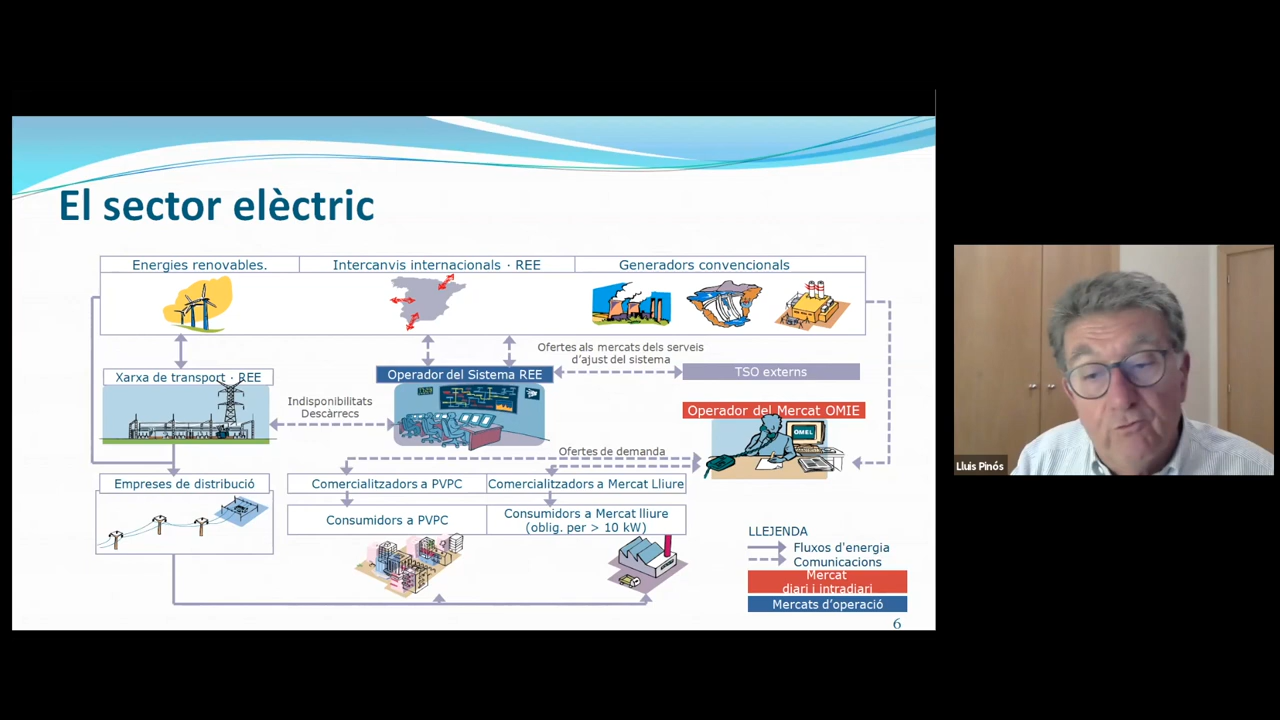 El sector elèctric
Energies renovables.
Intercanvis internacionals · REE
Generadors convencionals
Ofertes als mercats dels serveis
d'ajust del sistema
Xarxa de transport · REE
Operador del Sistema REE
TSO externs
Indisponibilitats
Descàrrecs
Operador del Mercat OMIE
OMEL
Ofertes de demanda
Empreses de distribució
Comercialitzadors a PVPC
Comercialitzadors a Mercat Lliure
Consumidors a PVPC
Consumidors a Mercat lliure
(oblig. per > 10 kW)
LLEJENDA
Fluxos d'energia
Comunicacions
Mercat
diari i intradiari
Mercats d'operació
6
Lluis Pinós